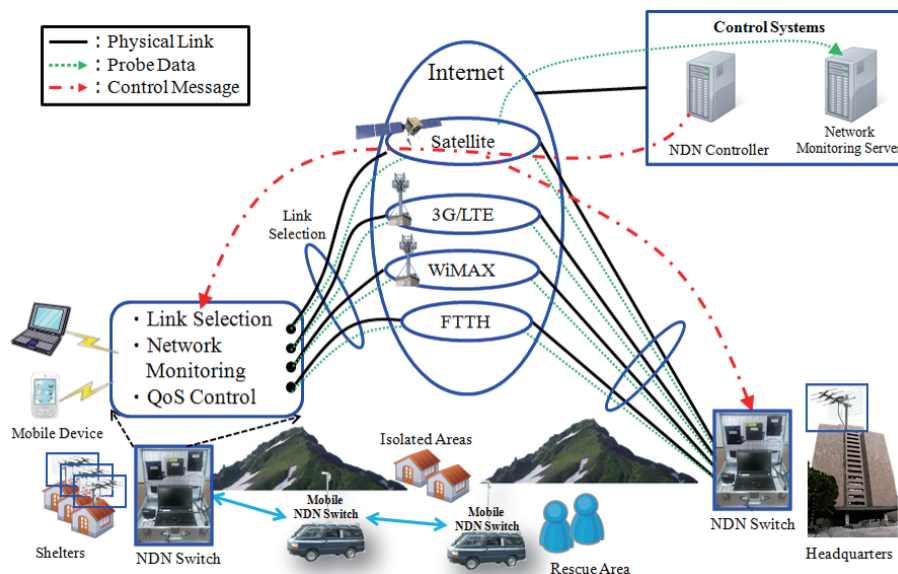 : Physical Link
: Probe Data
: Control Message
Internet
Control Systems
NDN Controller
Network
Monitoring Server
Satellite
3G/LTE
WiMAX
FTTH
Link
Selection
・Link Selection
・Network
Monitoring
・QoS Control
Mobile Device
Shelters
NDN Switch
Isolated Areas
Mobile
NDN Switch
Mobile
NDN Switch
Rescue Area
NDN Switch
Headquarters